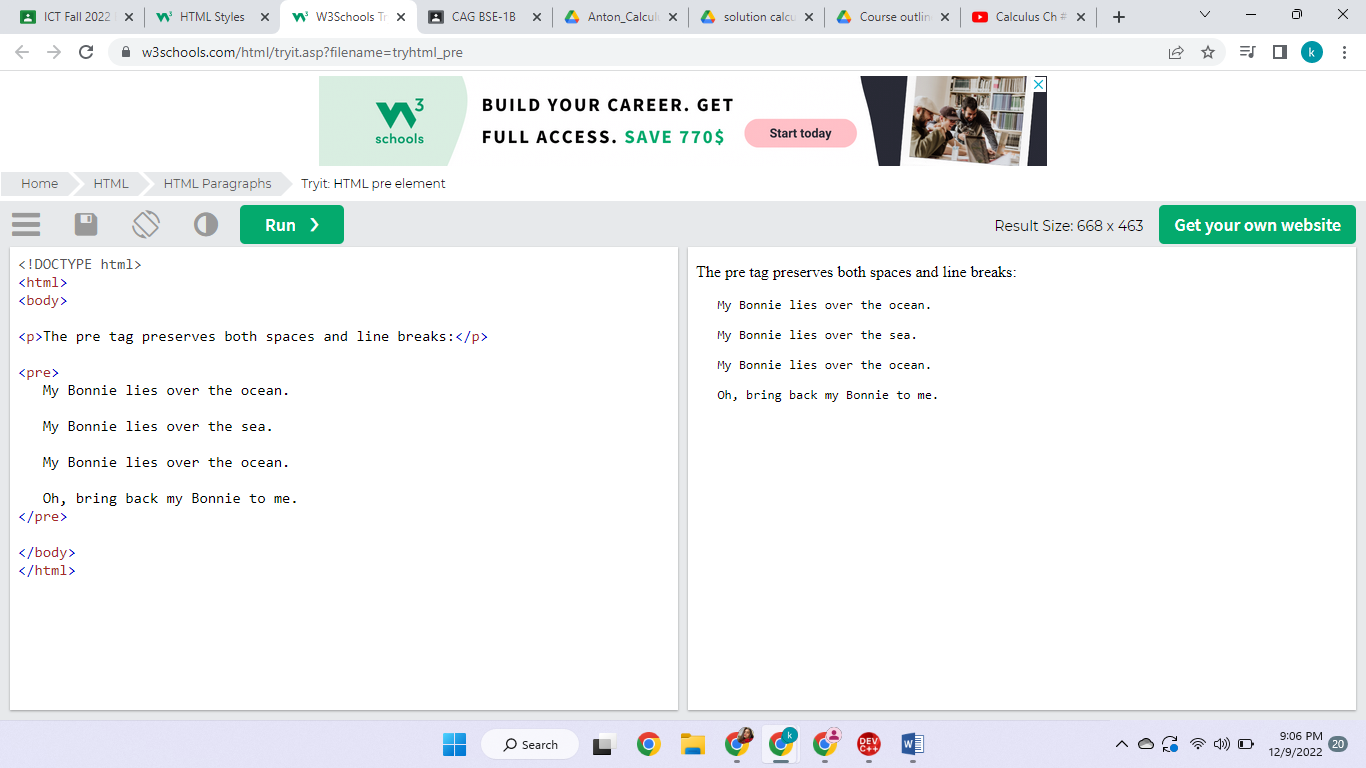 ICT Fall 2022
HTML Styles
W3Schools Tr
CAG BSE-1B
Anton_Calcul
solution calcu
Course outlin
Calculus Ch #
w3schools.com/html/tryit.asp?filename=tryhtml_pre
k
W3
schools
BUILD YOUR CAREER. GET
FULL ACCESS. SAVE 770$
Start today
Home
HTML
HTML Paragraphs
Tryit: HTML pre element
Run ❯
Result Size: 668 x 463
Get your own website
<!DOCTYPE html>
<html>
<body>
<p>The pre tag preserves both spaces and line breaks:</p>
<pre>
My Bonnie lies over the ocean.
My Bonnie lies over the sea.
My Bonnie lies over the ocean.
Oh, bring back my Bonnie to me.
</pre>
</body>
</html>
The pre tag preserves both spaces and line breaks:
My Bonnie lies over the ocean.
My Bonnie lies over the sea.
My Bonnie lies over the ocean.
Oh, bring back my Bonnie to me.
Search
k
DEV
C++
W
9:06 PM
12/9/2022
20